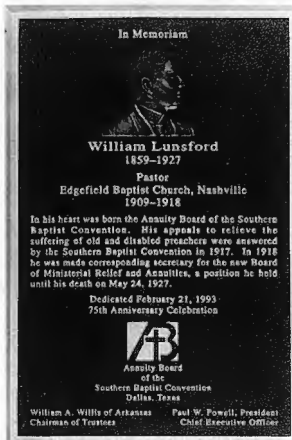 In Memoriam
William Lunsford
1859–1927
Pastor
Edgefield Baptist Church, Nashville
1909–1918
In his heart was born the Annuity Board of the Southern
Baptist Convention. His appeals to relieve the
suffering of old and disabled preachers were answered
by the Southern Baptist Convention in 1917. In 1918
he was made corresponding secretary for the new Board
of Ministerial Relief and Annuities, a position he held
until his death on May 24, 1927.
Dedicated February 21, 1993
75th Anniversary Celebration
AB
Annuity Board
of the
Southern Baptist Convention
Dallas, Texas
William A. Willis of Arkansas Paul W. Powell, President
Chairman of Trustees Chief Executive Officer